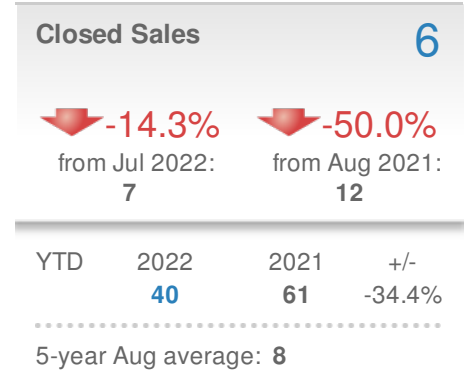 Closed Sales 6
-14.3% -50.0%
from Jul 2022: from Aug 2021:
7 12
YTD 2022 2021 +/-
40 61 -34.4%
5-year Aug average: 8